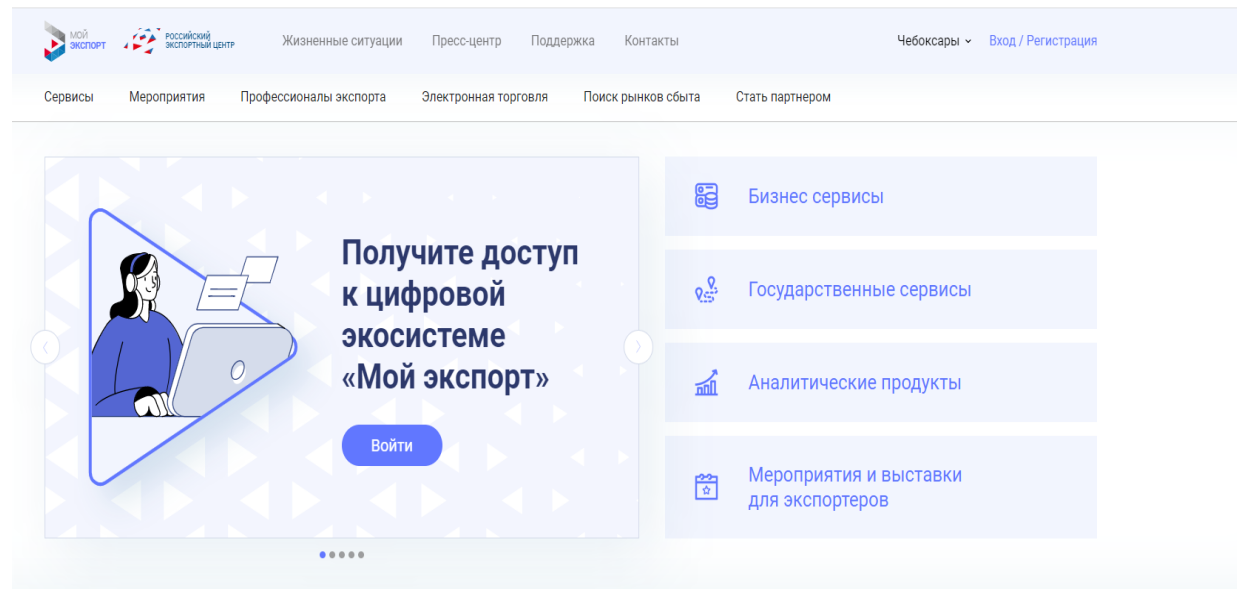 МОЙ
ЭКСПОРТ
РОССИЙСКИЙ
ЭКСПОРТНЫЙ ЦЕНТР
Жизненные ситуации
Пресс-центр
Поддержка
Контакты
Чебоксары
Вход / Регистрация
Сервисы
Мероприятия
Профессионалы экспорта
Электронная торговля
Поиск рынков сбыта
Стать партнером
Получите доступ
к цифровой
экосистеме
«Мой экспорт»
Войти
Бизнес сервисы
Государственные сервисы
Аналитические продукты
Мероприятия и выставки
для экспортеров